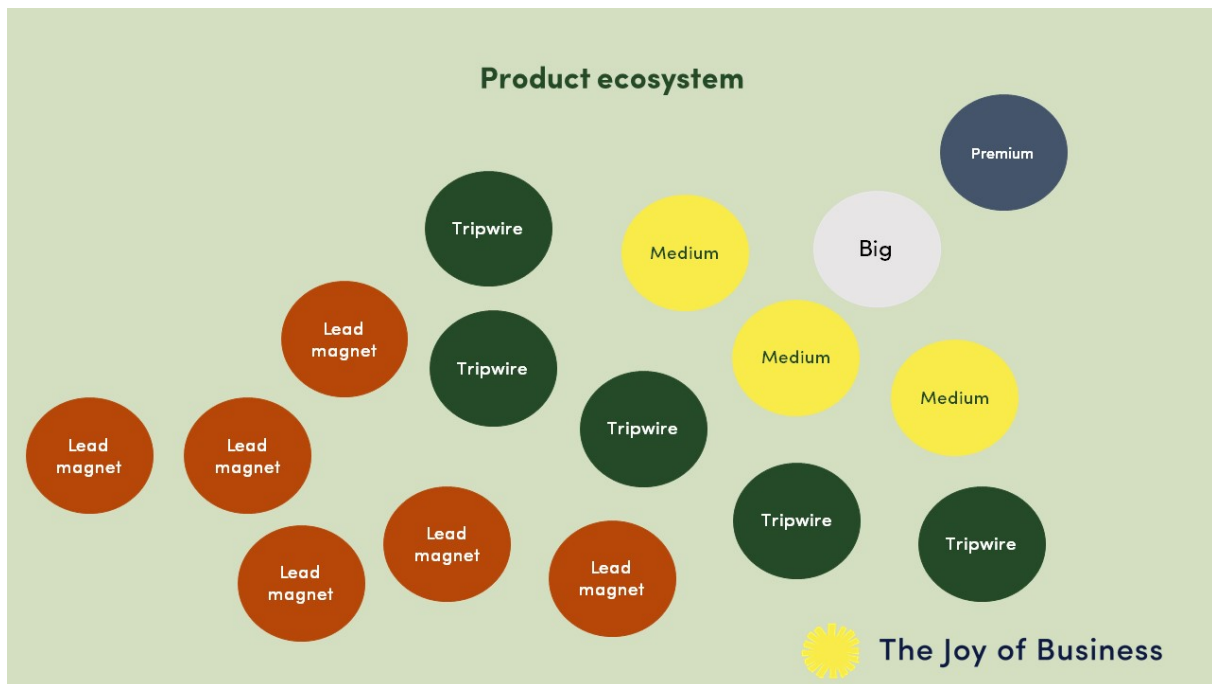 Product ecosystem
Premium
Tripwire
Medium
Big
Lead
magnet
Tripwire
Medium
Medium
Tripwire
Lead
magnet
Lead
magnet
Tripwire
Tripwire
Lead
magnet
Lead
magnet
Lead
magnet
The Joy of Business